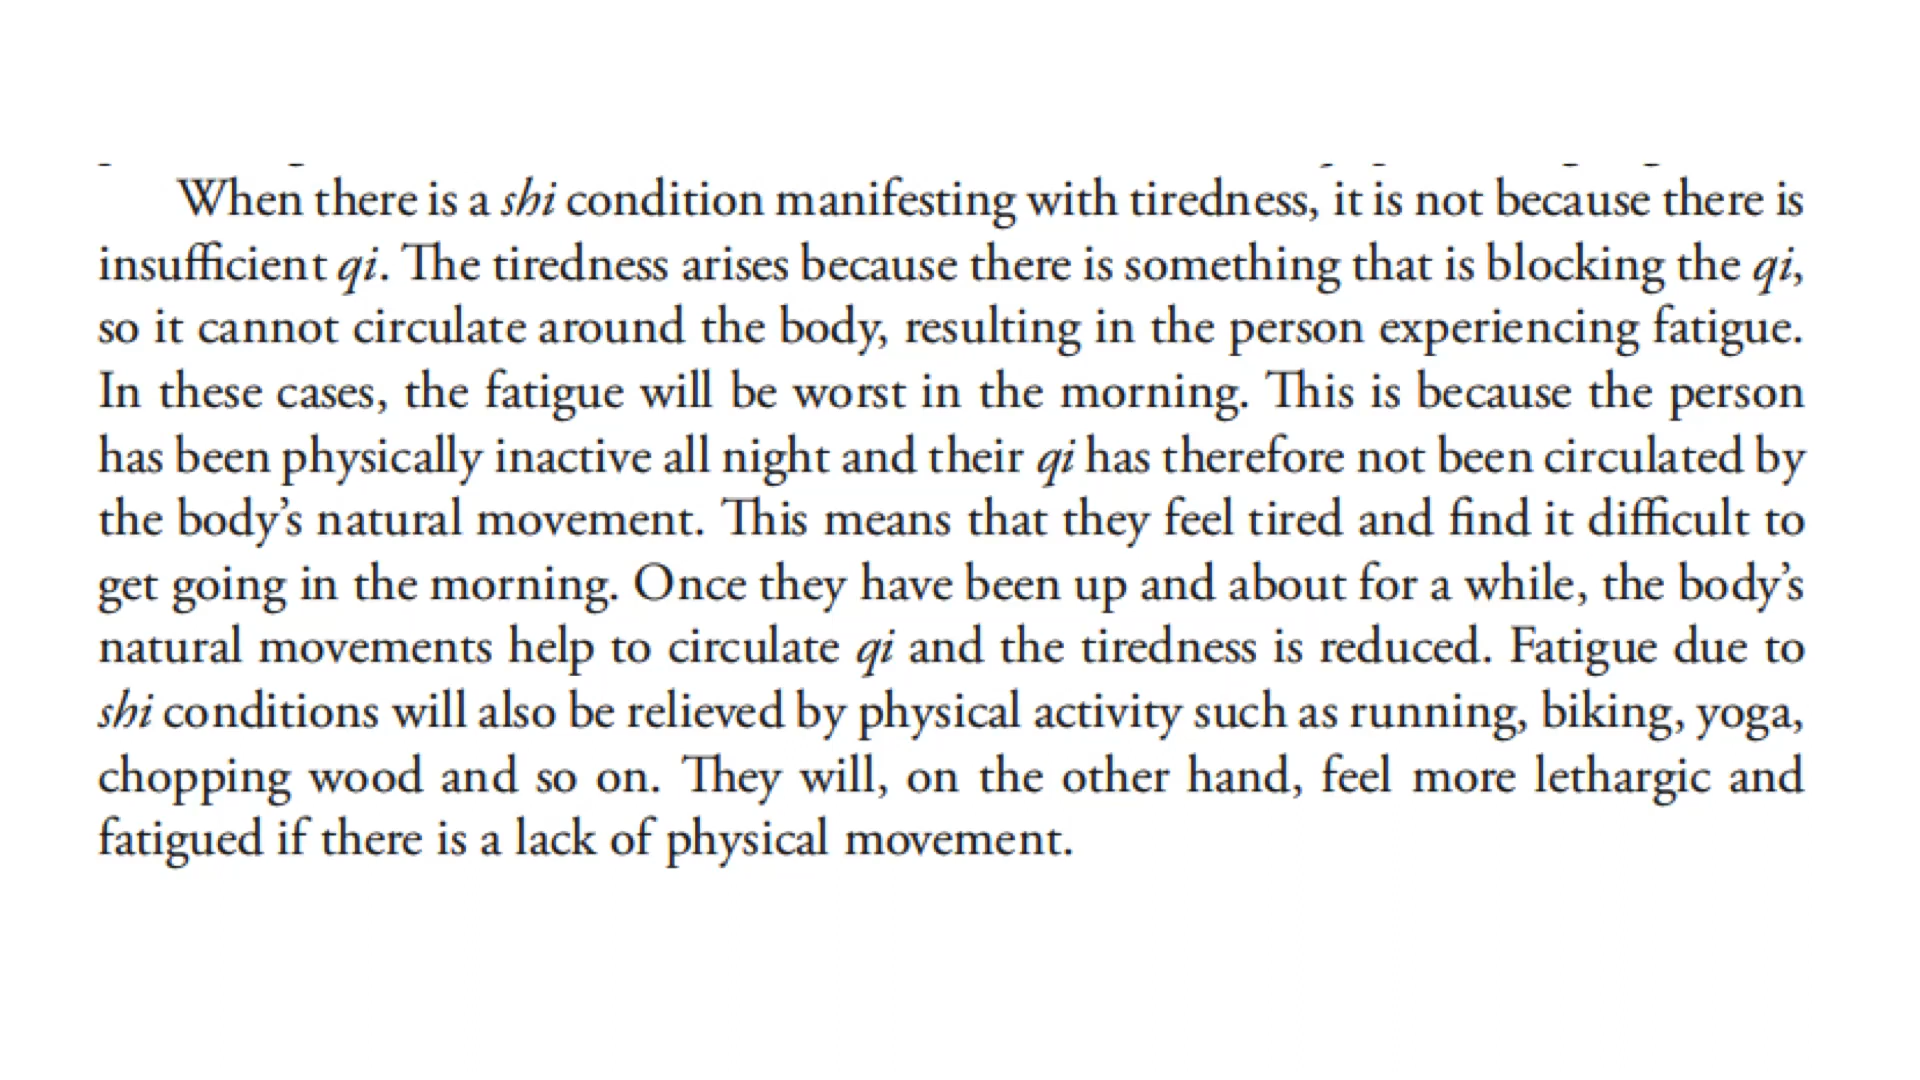 When there is a shi condition manifesting with tiredness, it is not because there is
insufficient qi. The tiredness arises because there is something that is blocking the qi,
so it cannot circulate around the body, resulting in the person experiencing fatigue.
In these cases, the fatigue will be worst in the morning. This is because the person
has been physically inactive all night and their qi has therefore not been circulated by
the body’s natural movement. This means that they feel tired and find it difficult to
get going in the morning. Once they have been up and about for a while, the body’s
natural movements help to circulate qi and the tiredness is reduced. Fatigue due to
shi conditions will also be relieved by physical activity such as running, biking, yoga,
chopping wood and so on. They will, on the other hand, feel more lethargic and
fatigued if there is a lack of physical movement.